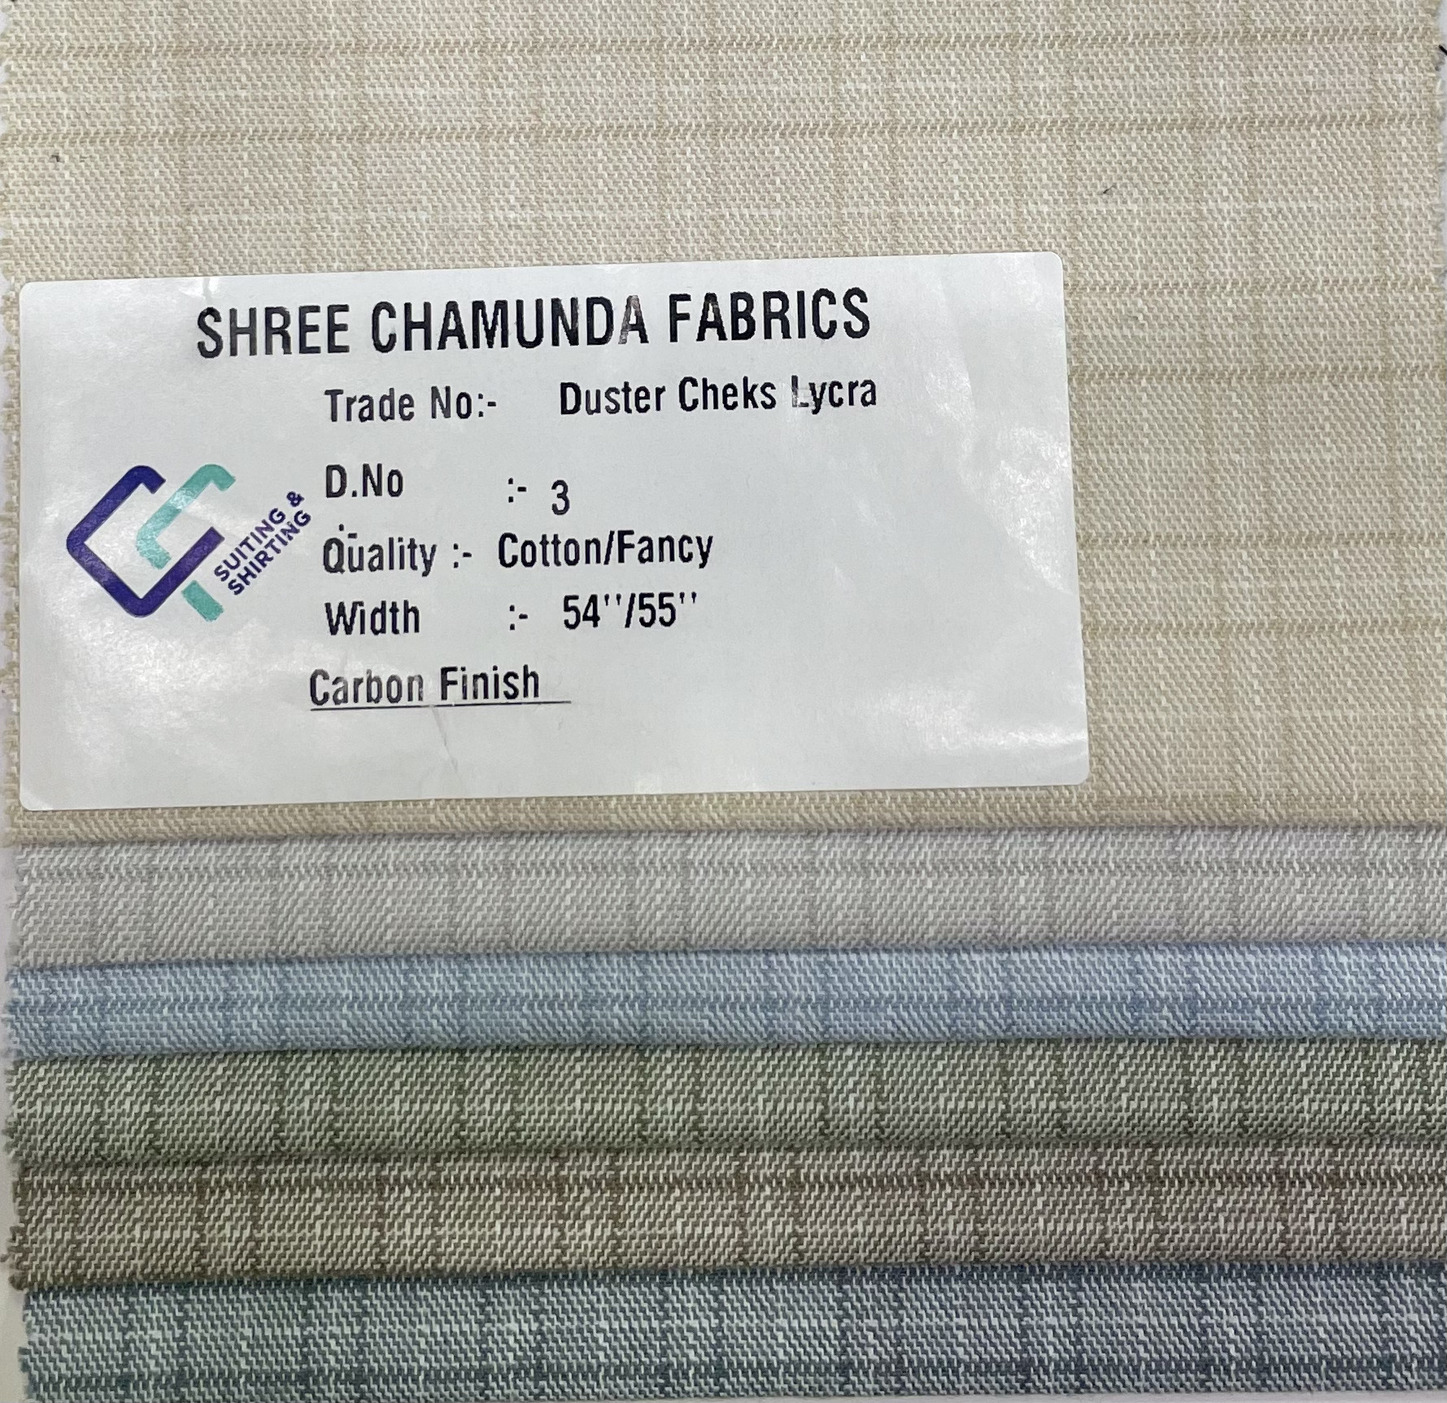 SHREE CHAMUNDA FABRICS
Trade No:- Duster Cheks Lycra
D.No :- 3
Quality :- Cotton/Fancy
Width :- 54''/55''
Carbon Finish
SUITING &
SHIRTING